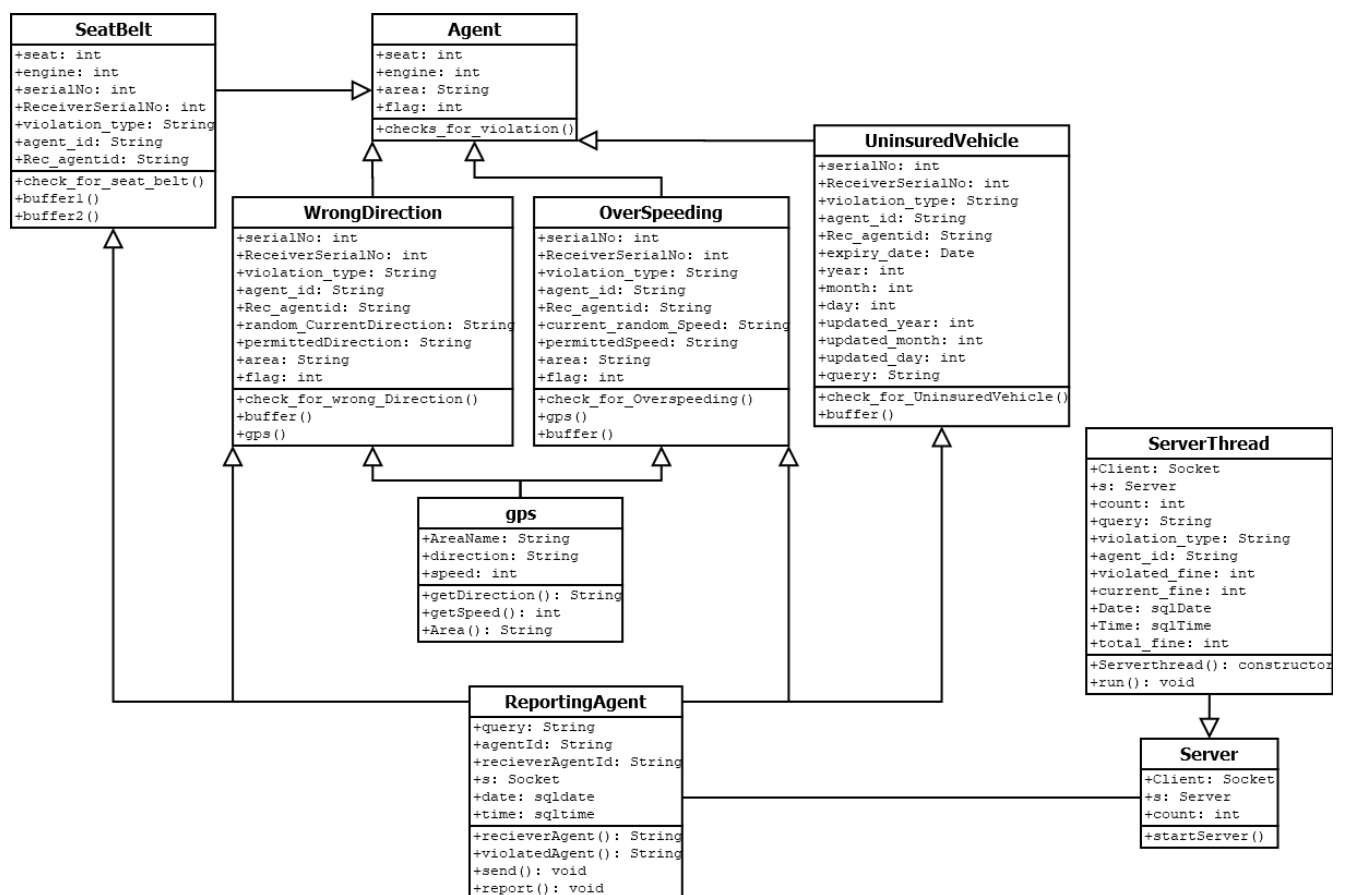 SeatBelt
+seat: int
+engine: int
+serialNo: int
+ReceiverSerialNo: int
+violation_type: String
+agent_id: String
+Rec_agentid: String
+check_for_seat_belt()
+buffer1()
+buffer2()
Agent
+seat: int
+engine: int
+area: String
+flag: int
+checks_for_violation()
UninsuredVehicle
+serialNo: int
+ReceiverSerialNo: int
+violation_type: String
+agent_id: String
+Rec_agentid: String
+expiry_date: Date
+year: int
+month: int
+day: int
+updated_year: int
+updated_month: int
+updated_day: int
+query: String
+check_for_UninsuredVehicle()
+buffer()
WrongDirection
+serialNo: int
+ReceiverSerialNo: int
+violation_type: String
+agent_id: String
+Rec_agentid: String
+random_CurrentDirection: String
+permittedDirection: String
+area: String
+flag: int
+check_for_wrong_Direction()
+buffer()
+gps()
OverSpeeding
+serialNo: int
+ReceiverSerialNo: int
+violation_type: String
+agent_id: String
+Rec_agentid: String
+current_random_Speed: String
+permittedSpeed: String
+area: String
+flag: int
+check_for_Overspeeding()
+gps()
+buffer()
gps
+AreaName: String
+direction: String
+speed: int
+getDirection(): String
+getSpeed(): int
+Area(): String
ServerThread
+Client: Socket
+s: Server
+count: int
+query: String
+violation_type: String
+agent_id: String
+violated_fine: int
+current_fine: int
+Date: sqlDate
+Time: sqlTime
+total_fine: int
+Serverthread(): constructor
+run(): void
ReportingAgent
+query: String
+agentId: String
+recieverAgentId: String
+s: Socket
+date: sqldate
+time: sqltime
+recieverAgent(): String
+violatedAgent(): String
+send(): void
+report(): void
Server
+Client: Socket
+s: Server
+count: int
+startServer()